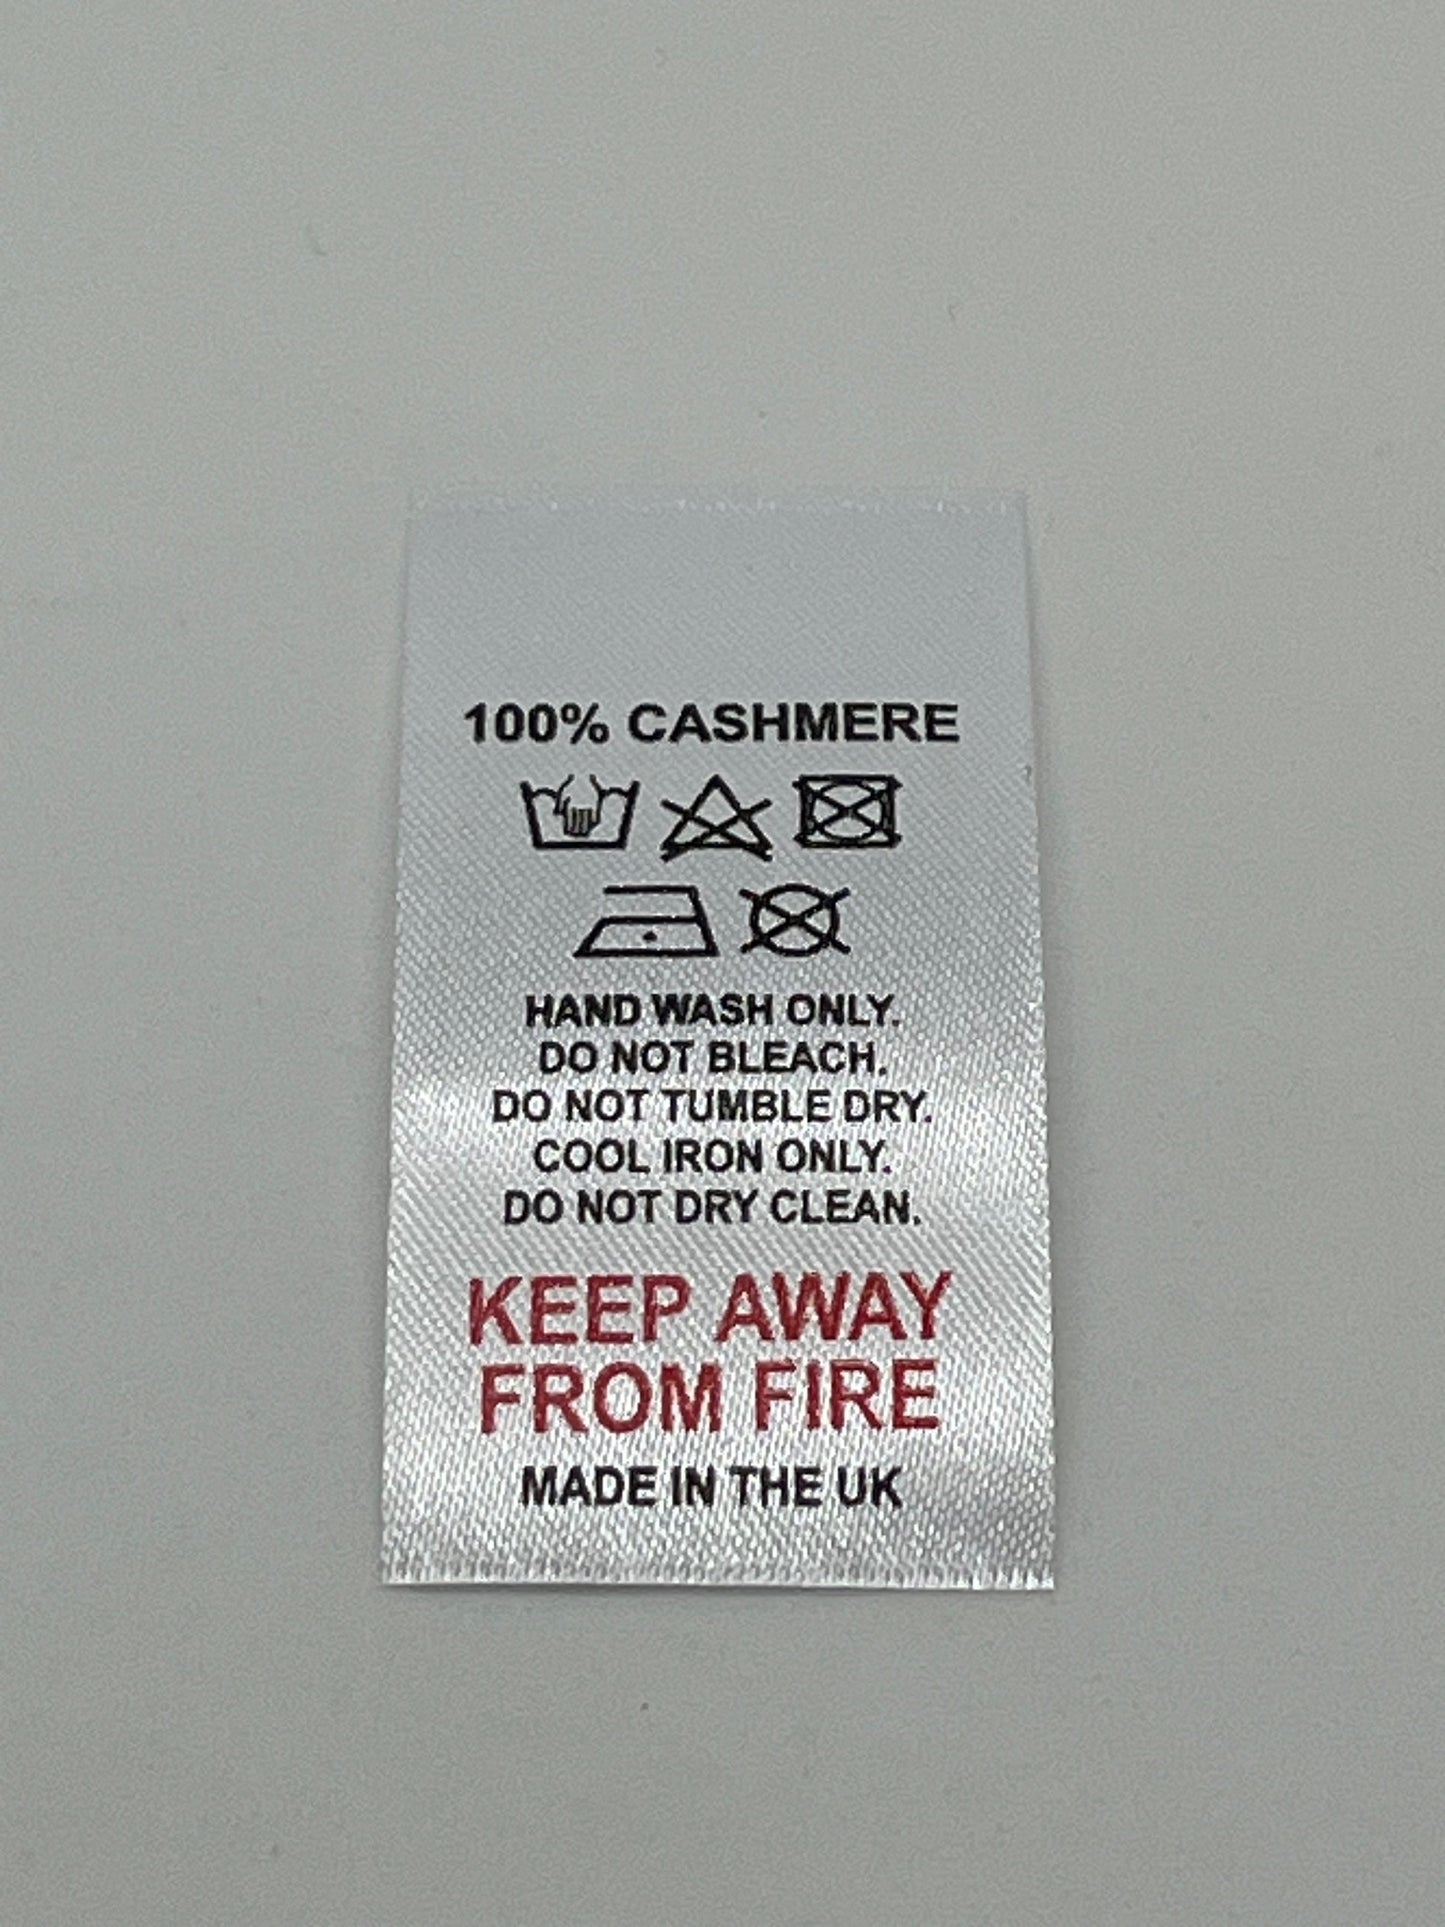 100% CASHMERE
HAND WASH ONLY.
DO NOT BLEACH.
DO NOT TUMBLE DRY.
COOL IRON ONLY.
DO NOT DRY CLEAN.
KEEP AWAY
FROM FIRE
MADE IN THE UK